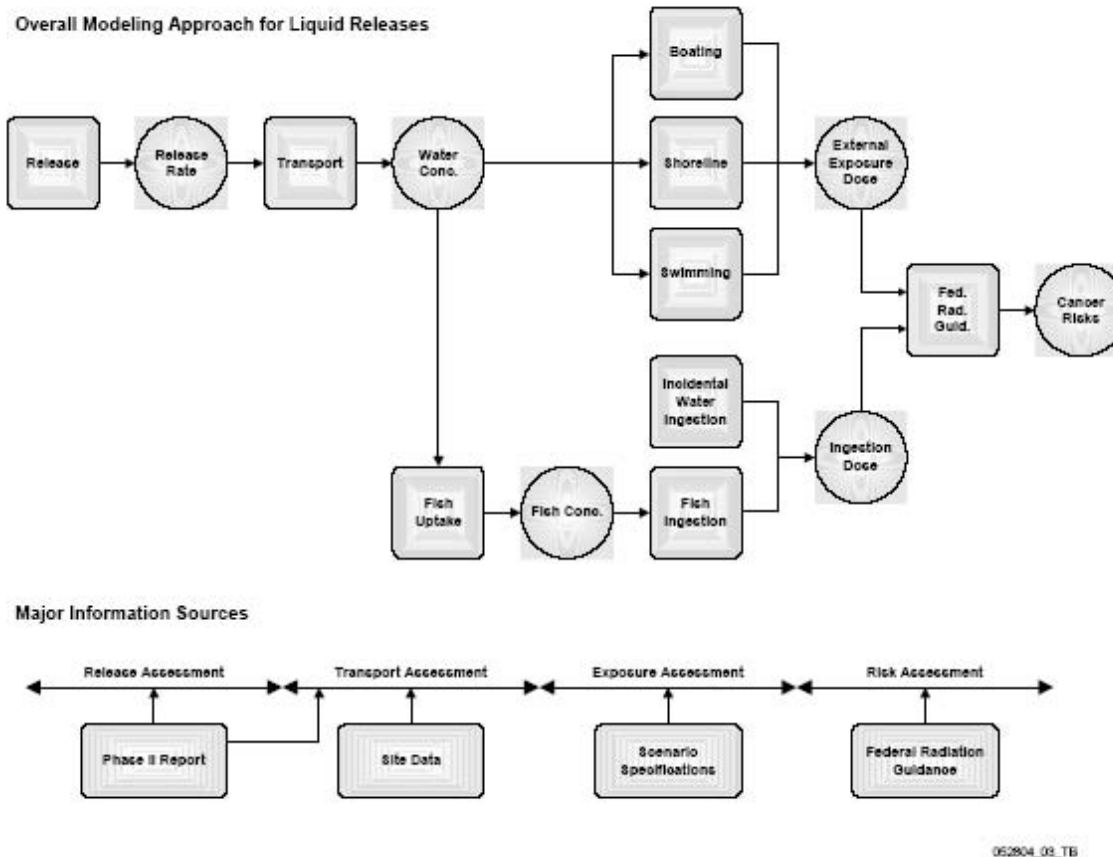 Overall Modeling Approach for Liquid Releases
Boating
Release
Release
Rate
Transport
Water
Conc.
Shoreline
External
Exposure
Dose
Swimming
Fed.
Rad.
Guid.
Cancer
Risks
Incidental
Water
Ingestion
Ingestion
Dose
Fish
Uptake
Fish Conc.
Fish
Ingestion
Major Information Sources
Release Assessment
Transport Assessment
Exposure Assessment
Risk Assessment
Phase II Report
Site Data
Scenario
Specifications
Federal Radiation
Guidance
052804_03_TB